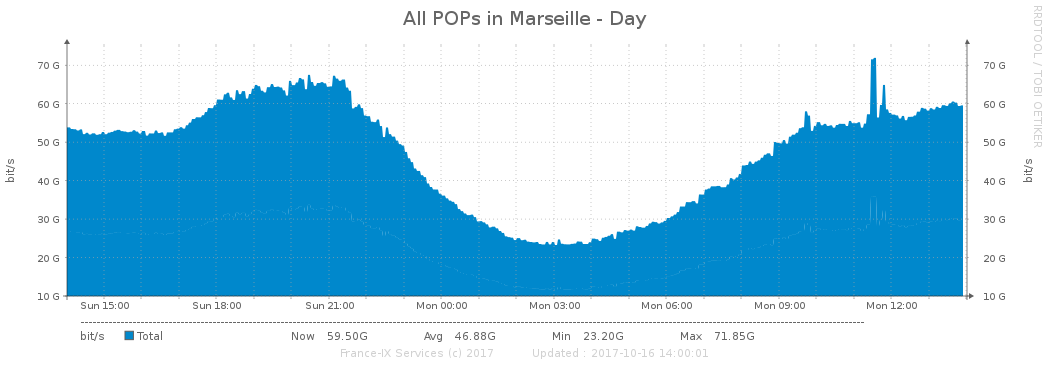 All POPs in Marseille - Day
RRDTOOL / TOBI OETIKER
bit/s
70 G 70 G
60 G 60 G
50 G 50 G
40 G 40 G
30 G 30 G
20 G 20 G
10 G 10 G
bit/s
Sun 15:00 Sun 18:00 Sun 21:00 Mon 00:00 Mon 03:00 Mon 06:00 Mon 09:00 Mon 12:00
bit/s Total Now 59.50G Avg 46.88G Min 23.20G Max 71.85G
France-IX Services (c) 2017 Updated : 2017-10-16 14:00:01